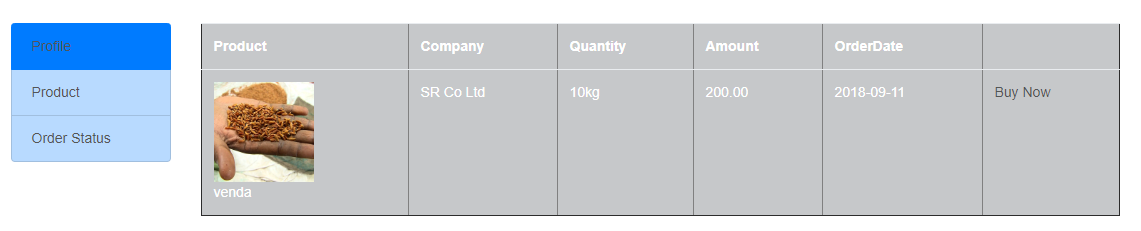 Profile
Product
Order Status
Product Company Quantity Amount OrderDate
SR Co Ltd 10kg 200.00 2018-09-11 Buy Now
venda